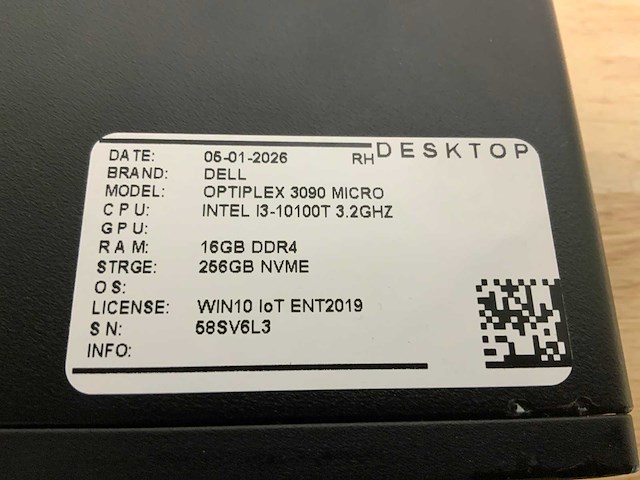 RH DESKTOP
DATE: 05-01-2026
BRAND: DELL
MODEL: OPTIPLEX 3090 MICRO
CPU: INTEL I3-10100T 3.2GHZ
GPU:
RAM: 16GB DDR4
STRGE: 256GB NVME
OS:
LICENSE: WIN10 IoT ENT2019
SN: 58SV6L3
INFO: